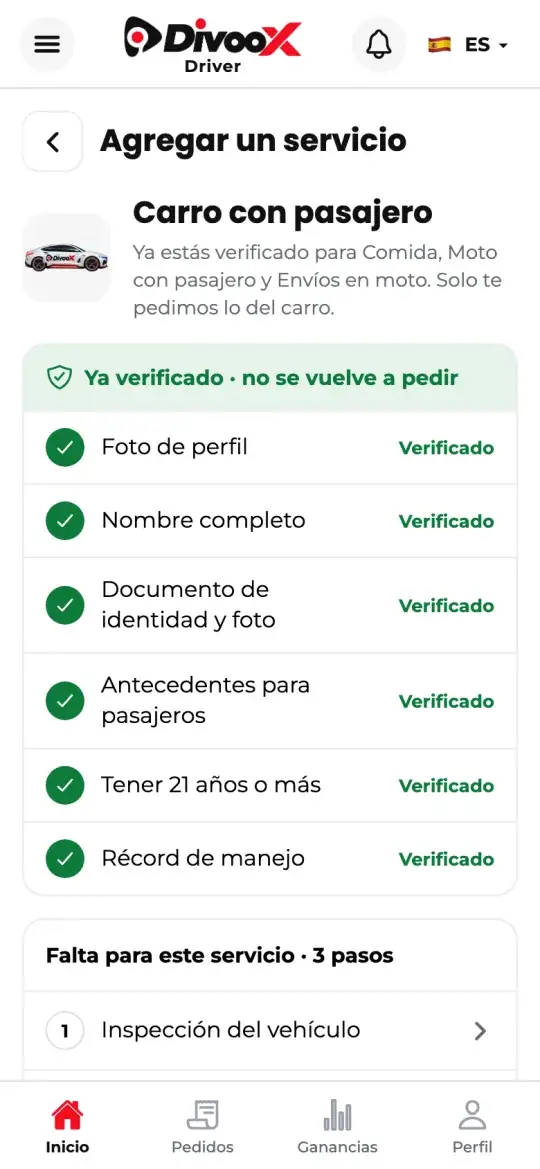 DivooX
Driver
ES
Agregar un servicio
Carro con pasajero
Ya estás verificado para Comida, Moto
con pasajero y Envíos en moto. Solo te
pedimos lo del carro.
DivooX
Ya verificado · no se vuelve a pedir
Foto de perfil
Verificado
Nombre completo
Verificado
Documento de
identidad y foto
Verificado
Antecedentes para
pasajeros
Verificado
Tener 21 años o más
Verificado
Récord de manejo
Verificado
Falta para este servicio · 3 pasos
1
Inspección del vehículo
Inicio
Pedidos
Ganancias
Perfil